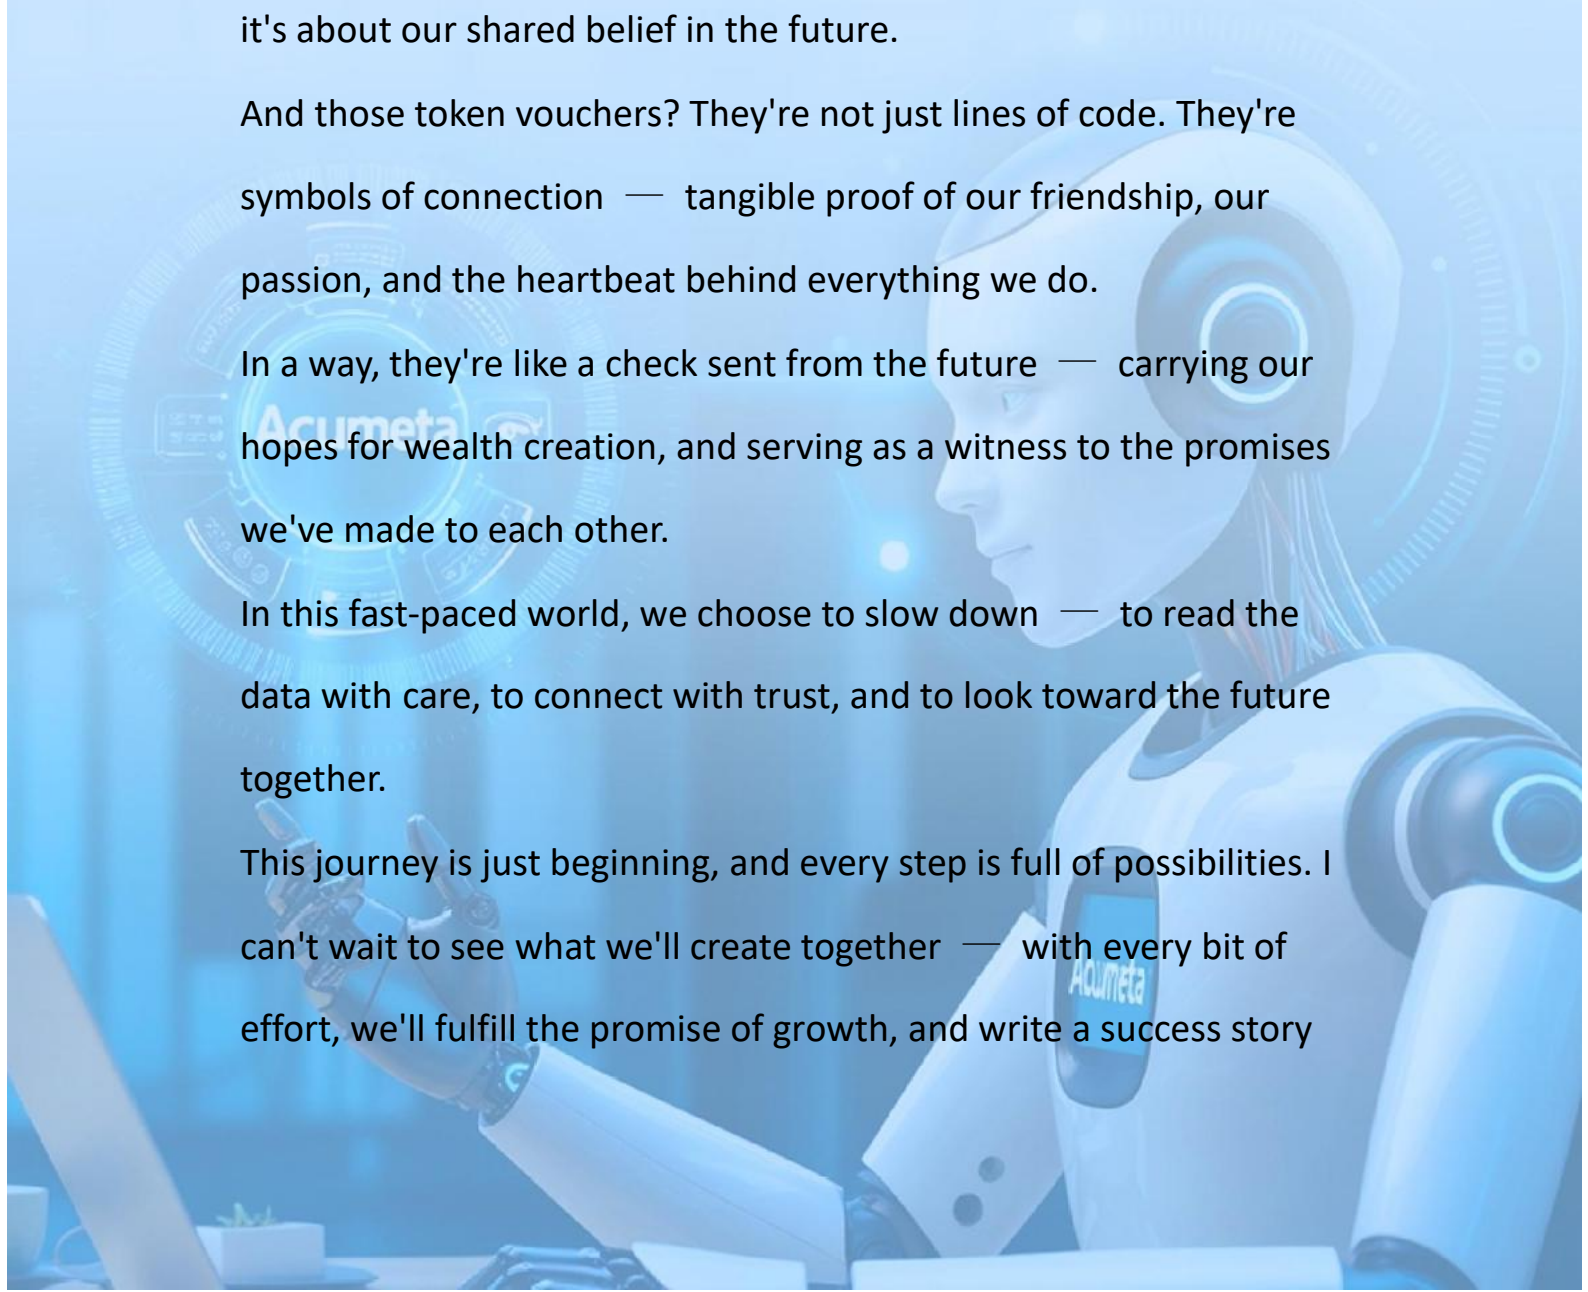 it's about our shared belief in the future.
And those token vouchers? They're not just lines of code. They're
symbols of connection — tangible proof of our friendship, our
passion, and the heartbeat behind everything we do.
In a way, they're like a check sent from the future — carrying our
Acumeta
hopes for wealth creation, and serving as a witness to the promises
we've made to each other.
In this fast-paced world, we choose to slow down — to read the
data with care, to connect with trust, and to look toward the future
together.
This journey is just beginning, and every step is full of possibilities. I
can't wait to see what we'll create together — with every bit of
Acumeta
effort, we'll fulfill the promise of growth, and write a success story